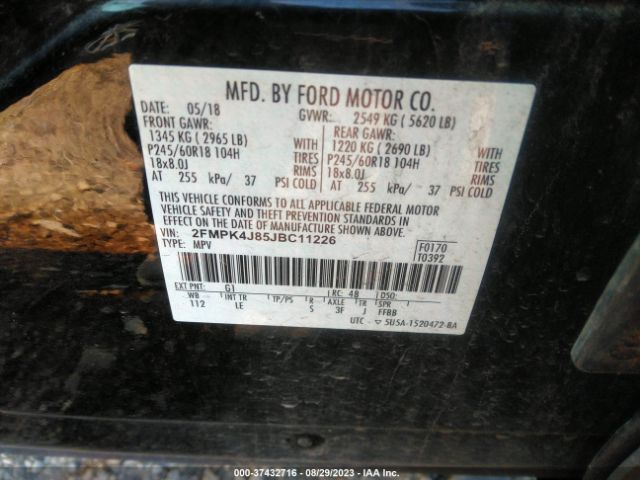 MFD. BY FORD MOTOR CO.
DATE: 05/18 GVWR: 2549 KG ( 5620 LB)
FRONT GAWR: REAR GAWR:
1345 KG ( 2965 LB) WITH 1220 KG ( 2690 LB) WITH
P245/60R18 104H TIRES P245/60R18 104H TIRES
18x8.0J RIMS 18x8.0J RIMS
AT 255 kPa/ 37 PSI COLD AT 255 kPa/ 37 PSI COLD
THIS VEHICLE CONFORMS TO ALL APPLICABLE FEDERAL MOTOR
VEHICLE SAFETY AND THEFT PREVENTION STANDARDS IN
EFFECT ON THE DATE OF MANUFACTURE SHOWN ABOVE.
VIN: 2FMPK4J85JBC11226
TYPE: MPV
F0170
T0392
EXT PNT: G1 RC: 48 DSO:
WB INT TR TP/PS R AXLE TR SPR
112 LE S 3F J FFBB
UTC - ▽ 5U5A-1520472-BA
000-37432716 - 08/29/2023 - IAA Inc.